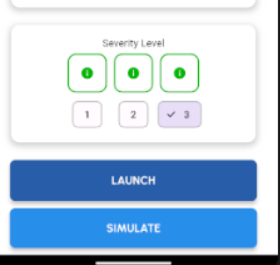 Severity Level
1 2 ✓ 3
LAUNCH
SIMULATE